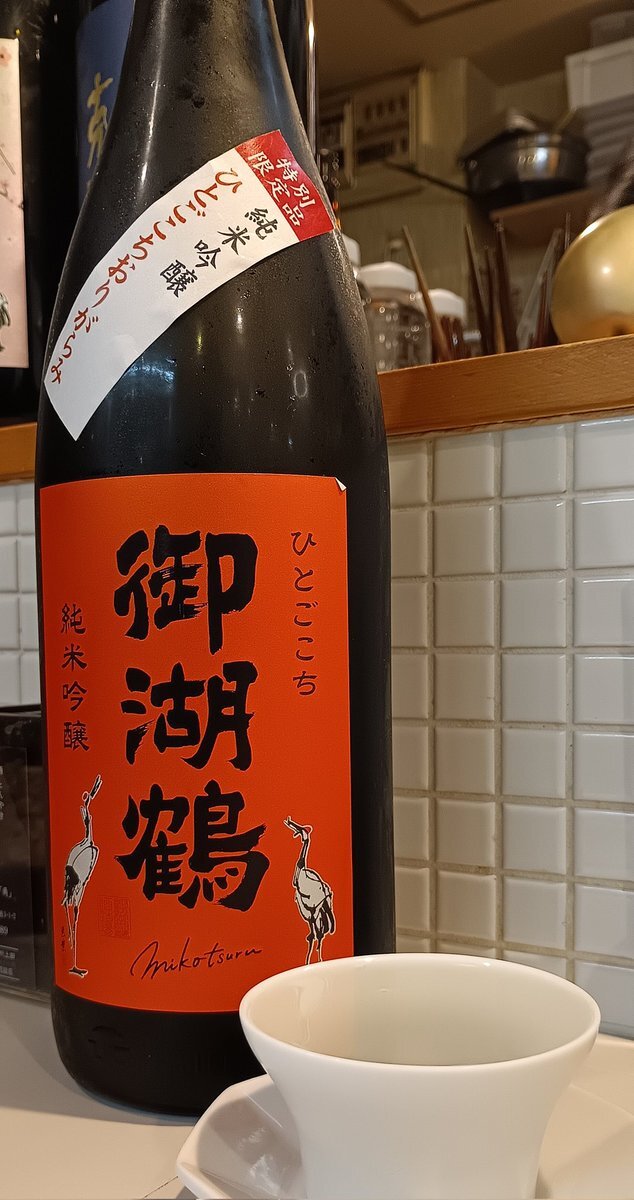 特別
限定品
純米吟醸
ひとごこちおりがらみ
ひとごこち
御湖鶴
純米吟醸
mikotsuru